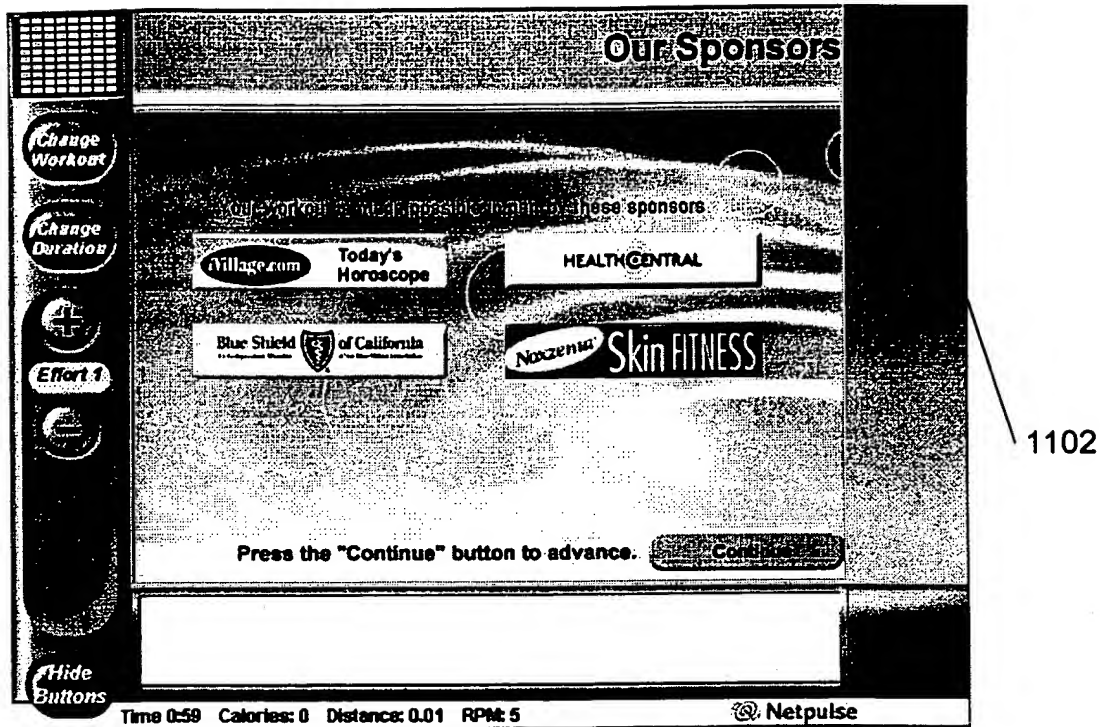 Our Sponsors
Change
Workout
Change
Duration
Effort 1
Hide
Buttons
these sponsors
iVillage.com
Today's
Horoscope
HEALTHCENTRAL
Blue Shield of California
Noxzema Skin FITNESS
Press the "Continue" button to advance.
Continue
Time 0:59 Calories: 0 Distance: 0.01 RPM: 5
Netpulse
1102